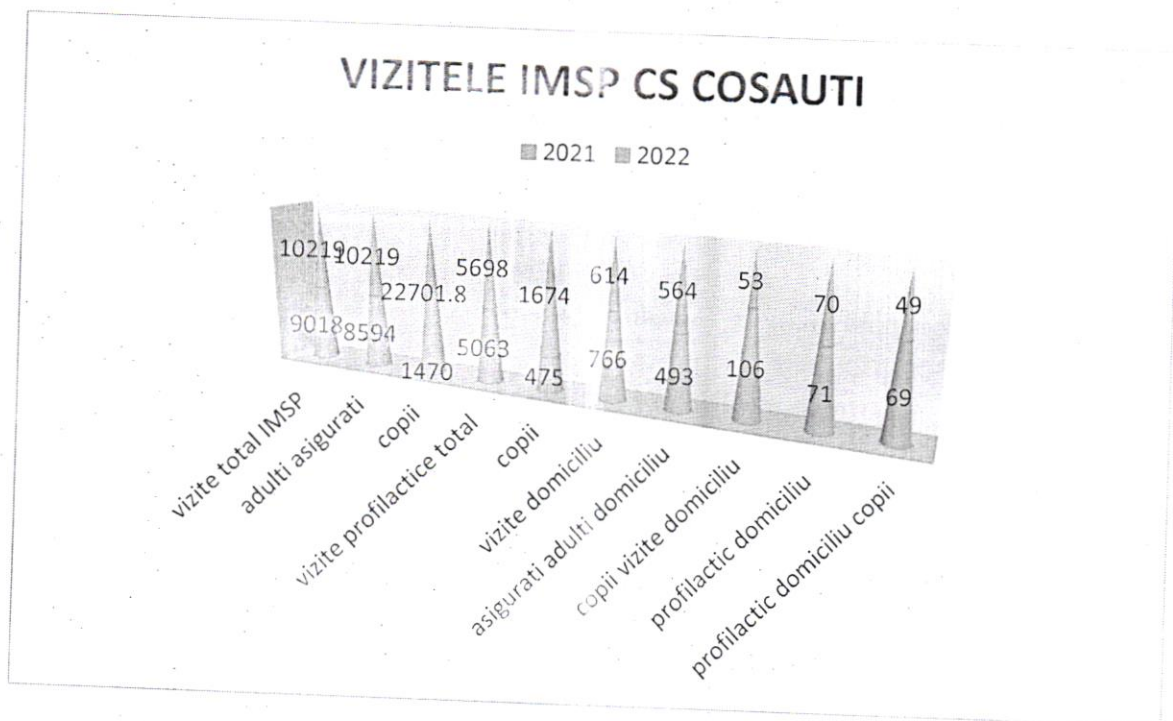 VIZITELE IMSP CS COSAUTI
2021 2022
10219 10219 22701.8 5698 1674 614 564 53 70 49
9018 8594 1470 5063 475 766 493 106 71 69
vizite total IMSP
adulti asigurati
copii
vizite profilactice total
copii
vizite domiciliu
asigurati adulti domiciliu
copii vizite domiciliu
profilactic domiciliu
profilactic domiciliu copii